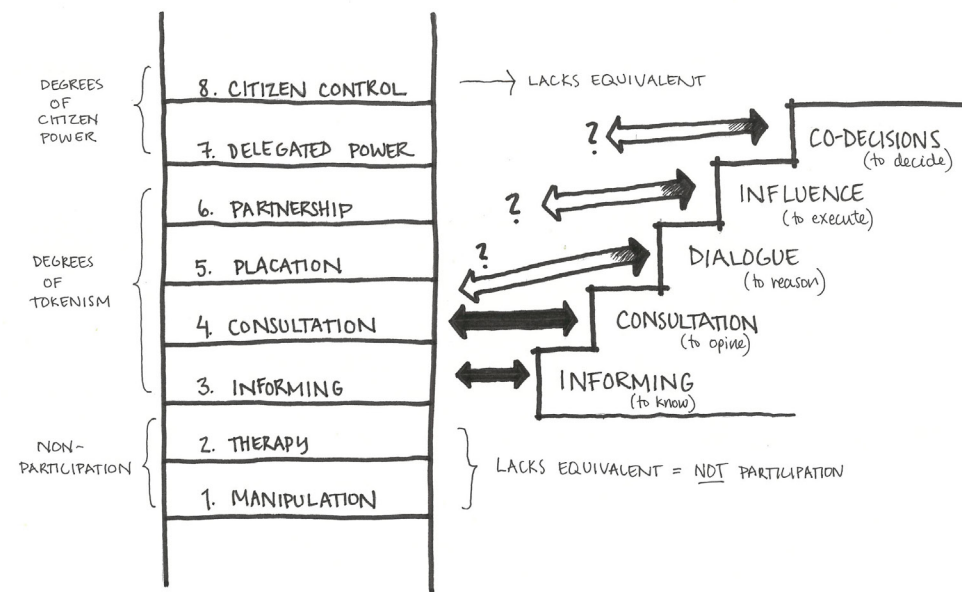 DEGREES
OF
CITIZEN
POWER
8. CITIZEN CONTROL
7. DELEGATED POWER
DEGREES
OF
TOKENISM
6. PARTNERSHIP
5. PLACATION
4. CONSULTATION
3. INFORMING
NON-
PARTICIPATION
2. THERAPY
1. MANIPULATION
LACKS EQUIVALENT
?
CO-DECISIONS
(to decide)
?
INFLUENCE
(to execute)
?
DIALOGUE
(to reason)
CONSULTATION
(to opine)
INFORMING
(to know)
LACKS EQUIVALENT = NOT PARTICIPATION